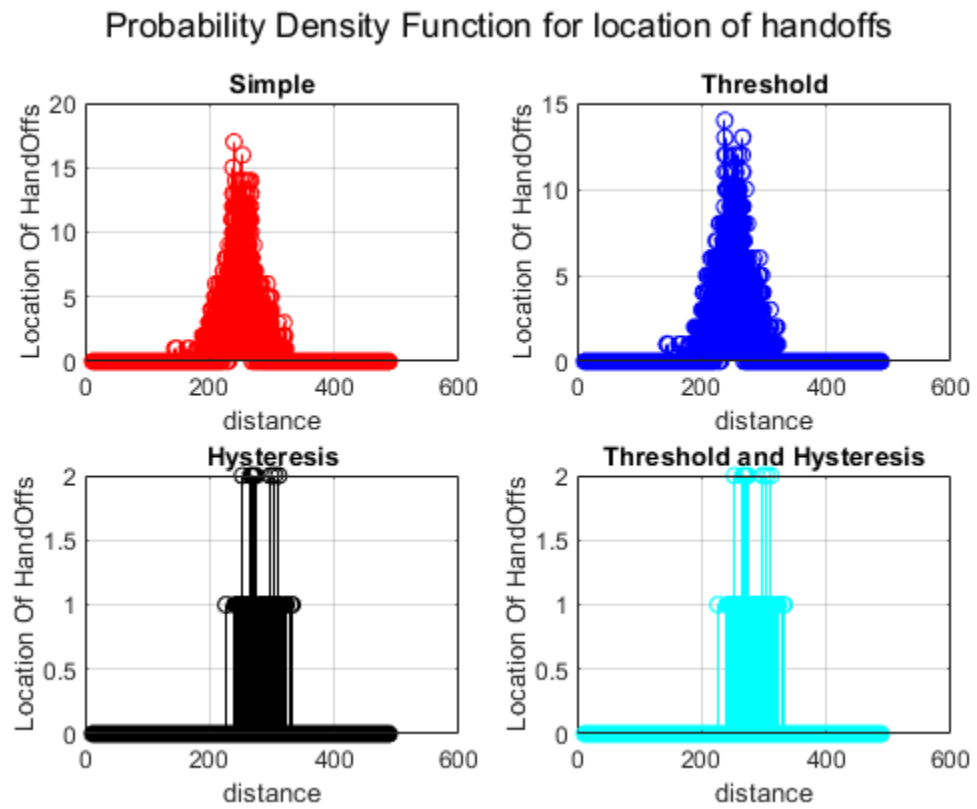 Probability Density Function for location of handoffs
Simple
Location Of HandOffs
20
15
10
5
0
0 200 400 600
distance
Threshold
Location Of HandOffs
15
10
5
0
0 200 400 600
distance
Hysteresis
Location Of HandOffs
2
1.5
1
0.5
0
0 200 400 600
distance
Threshold and Hysteresis
Location Of HandOffs
2
1.5
1
0.5
0
0 200 400 600
distance